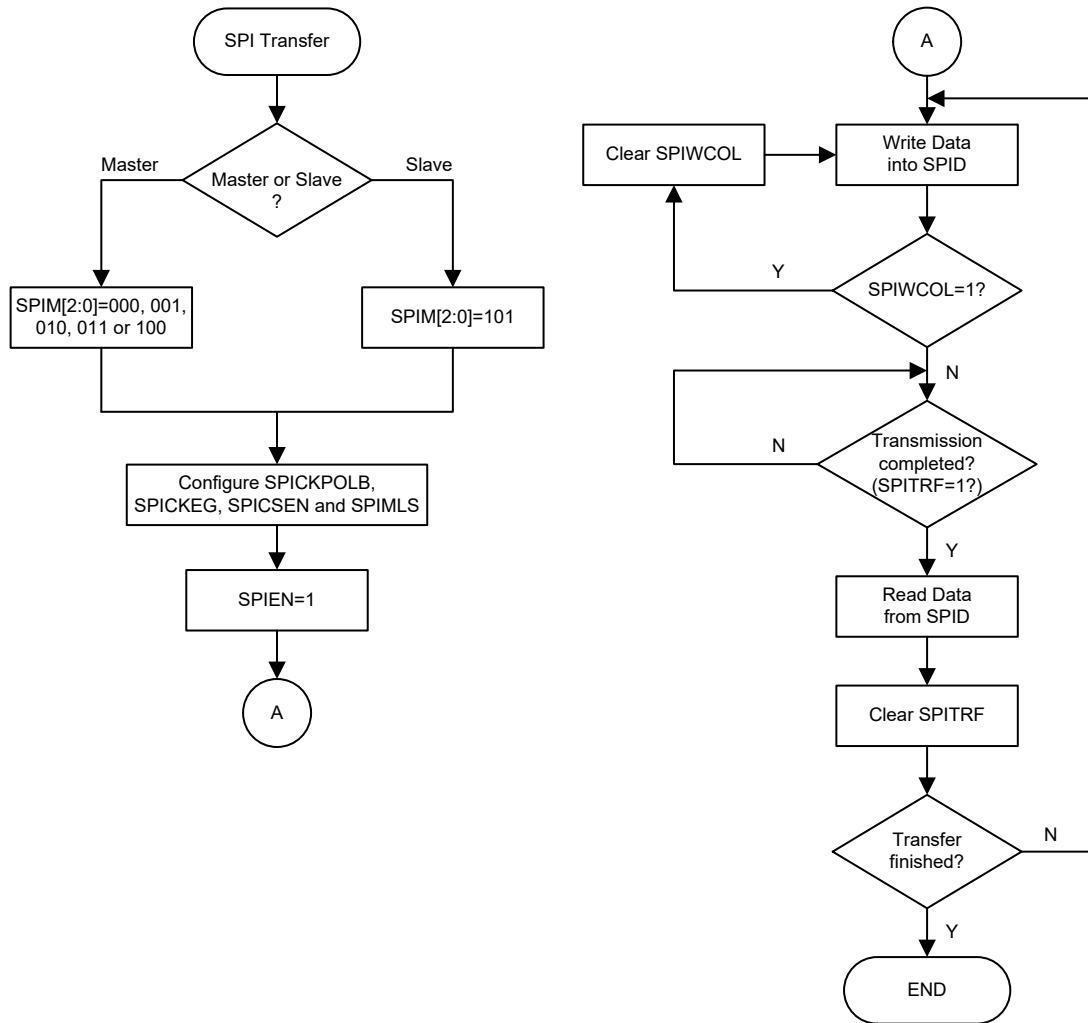 SPI Transfer
Master or Slave
?
Master
Slave
SPIM[2:0]=000, 001,
010, 011 or 100
SPIM[2:0]=101
Configure SPICKPOLB,
SPICKEG, SPICSEN and SPIMLS
SPIEN=1
A
A
Clear SPIWCOL
Write Data
into SPID
Y
SPIWCOL=1?
N
N
Transmission
completed?
(SPITRF=1?)
Y
Read Data
from SPID
Clear SPITRF
Transfer
finished?
N
Y
END